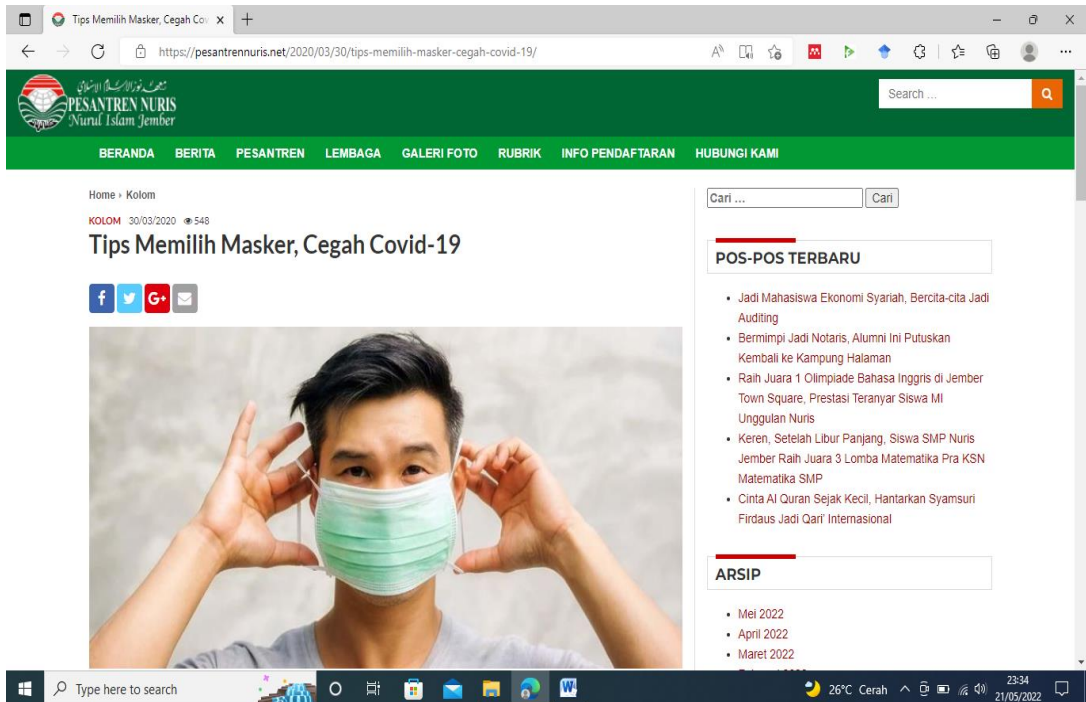 Tips Memilih Masker, Cegah Cov
https://pesantrennuris.net/2020/03/30/tips-memilih-masker-cegah-covid-19/
PESANTREN NURIS
Nurul Islam Jember
Search ...
BERANDA BERITA PESANTREN LEMBAGA GALERI FOTO RUBRIK INFO PENDAFTARAN HUBUNGI KAMI
Home › Kolom
KOLOM 30/03/2020 548
Tips Memilih Masker, Cegah Covid-19
f G+
Cari ... Cari
POS-POS TERBARU
• Jadi Mahasiswa Ekonomi Syariah, Bercita-cita Jadi
Auditing
• Bermimpi Jadi Notaris, Alumni Ini Putuskan
Kembali ke Kampung Halaman
• Raih Juara 1 Olimpiade Bahasa Inggris di Jember
Town Square, Prestasi Teranyar Siswa MI
Unggulan Nuris
• Keren, Setelah Libur Panjang, Siswa SMP Nuris
Jember Raih Juara 3 Lomba Matematika Pra KSN
Matematika SMP
• Cinta Al Quran Sejak Kecil, Hantarkan Syamsuri
Firdaus Jadi Qari' Internasional
ARSIP
• Mei 2022
• April 2022
• Maret 2022
Type here to search
26°C Cerah
23:34
21/05/2022